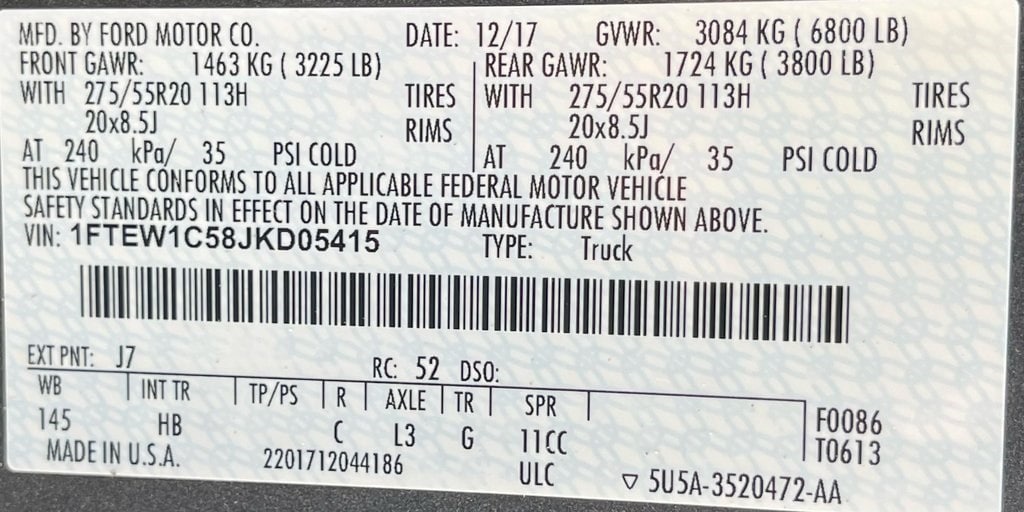 MFD. BY FORD MOTOR CO. DATE: 12/17 GVWR: 3084 KG ( 6800 LB)
FRONT GAWR: 1463 KG ( 3225 LB) REAR GAWR: 1724 KG ( 3800 LB)
WITH 275/55R20 113H TIRES WITH 275/55R20 113H TIRES
20x8.5J RIMS 20x8.5J RIMS
AT 240 kPa/ 35 PSI COLD AT 240 kPa/ 35 PSI COLD
THIS VEHICLE CONFORMS TO ALL APPLICABLE FEDERAL MOTOR VEHICLE
SAFETY STANDARDS IN EFFECT ON THE DATE OF MANUFACTURE SHOWN ABOVE.
VIN: 1FTEW1C58JKD05415 TYPE: Truck
EXT PNT: J7 RC: 52 DSO:
WB INT TR TP/PS R AXLE TR SPR F0086
145 HB C L3 G 11CC T0613
MADE IN U.S.A. 2201712044186 ULC ▽ 5U5A-3520472-AA